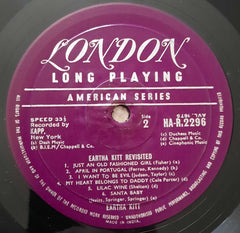 LONDON
LONG PLAYING
AMERICAN SERIES
SPEED 33⅓
Recorded by
KAPP,
New York
Side
2
HA-R.2296
(c) Duchess Music
(a) Dash Music
(d) Chappell & Co.
(b) B.I.E.M/ Chappell & Co.
(e) Cinephonic Music
EARTHA KITT REVISITED
1. JUST AN OLD FASHIONED GIRL (Fisher)
2. APRIL IN PORTUGAL (Ferrao, Kennedy)
3. I WANT TO BE EVIL (Judson, Taylor)
4. MY HEART BELONGS TO DADDY (Cole Porter)
5. LILAC WINE (Shelton)
6. SANTA BABY
(Javits, Springer, Springer)
EARTHA KITT
MADE IN INDIA